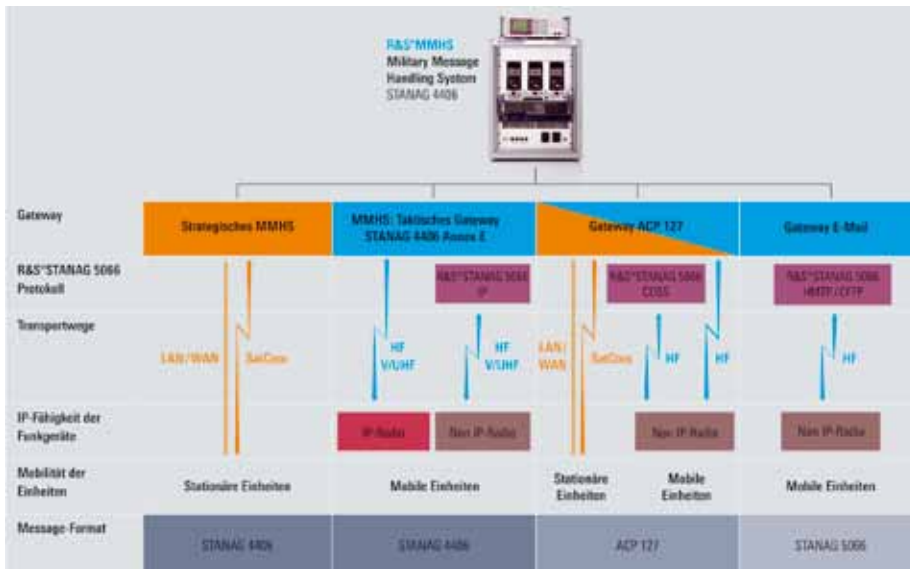 R&S®MMHS
Military Message
Handling System
STANAG 4406
Gateway
Strategisches MMHS
MMHS: Taktisches Gateway
STANAG 4406 Annex E
Gateway ACP 127
Gateway E-Mail
R&S®STANAG 5066
Protokoll
R&S®STANAG 5066
IP
R&S®STANAG 5066
COSS
R&S®STANAG 5066
HMTP/CFTP
Transportwege
LAN/WAN
SatCom
HF
V/UHF
HF
V/UHF
LAN/
WAN
SatCom
HF
HF
HF
IP-Fähigkeit der
Funkgeräte
IP-Radio
Non IP-Radio
Non IP-Radio
Non IP-Radio
Mobilität der
Einheiten
Stationäre Einheiten
Mobile Einheiten
Stationäre
Einheiten
Mobile
Einheiten
Mobile Einheiten
Message-Format
STANAG 4406
STANAG 4406
ACP 127
STANAG 5066